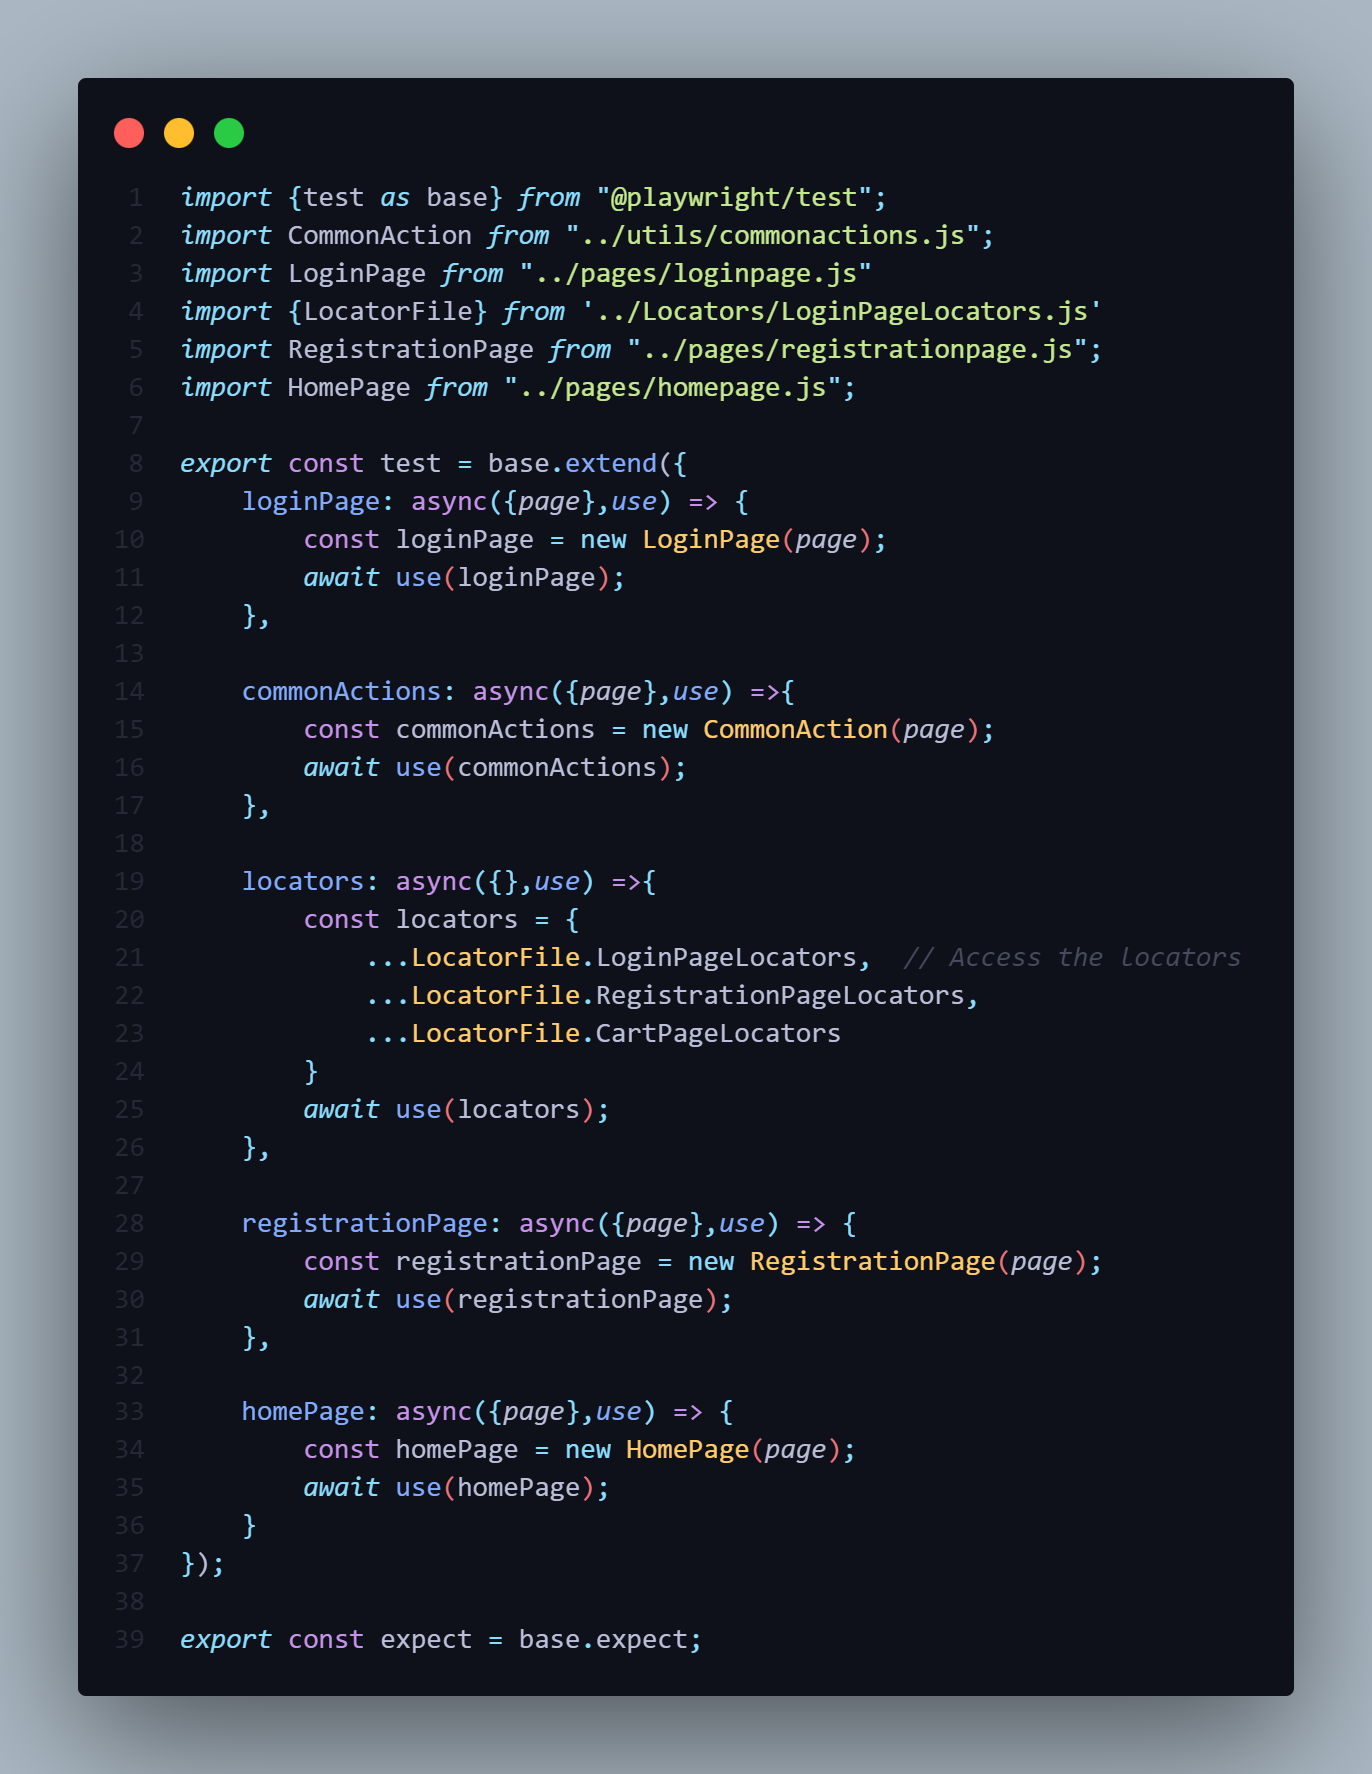 1 import {test as base} from "@playwright/test";
2 import CommonAction from "../utils/commonactions.js";
3 import LoginPage from "../pages/loginpage.js"
4 import {LocatorFile} from '../Locators/LoginPageLocators.js'
5 import RegistrationPage from "../pages/registrationpage.js";
6 import HomePage from "../pages/homepage.js";
7
8 export const test = base.extend({
9     loginPage: async({page},use) => {
10         const loginPage = new LoginPage(page);
11         await use(loginPage);
12     },
13
14     commonActions: async({page},use) =>{
15         const commonActions = new CommonAction(page);
16         await use(commonActions);
17     },
18
19     locators: async({},use) =>{
20         const locators = {
21             ...LocatorFile.LoginPageLocators,  // Access the locators
22             ...LocatorFile.RegistrationPageLocators,
23             ...LocatorFile.CartPageLocators
24         }
25         await use(locators);
26     },
27
28     registrationPage: async({page},use) => {
29         const registrationPage = new RegistrationPage(page);
30         await use(registrationPage);
31     },
32
33     homePage: async({page},use) => {
34         const homePage = new HomePage(page);
35         await use(homePage);
36     }
37 });
38
39 export const expect = base.expect;